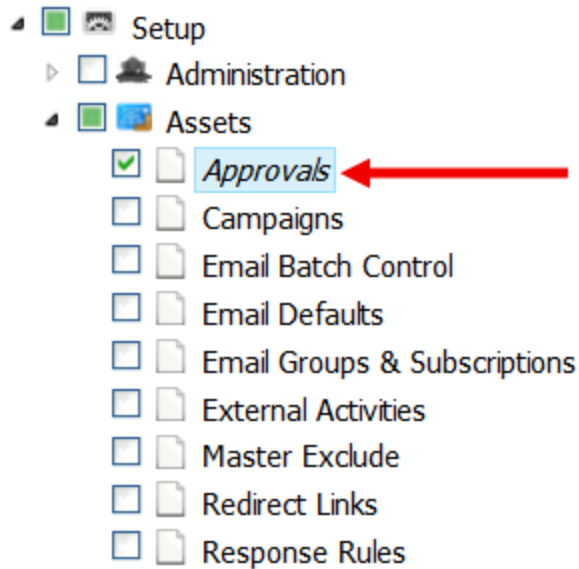 Setup
Administration
Assets
Approvals
Campaigns
Email Batch Control
Email Defaults
Email Groups & Subscriptions
External Activities
Master Exclude
Redirect Links
Response Rules